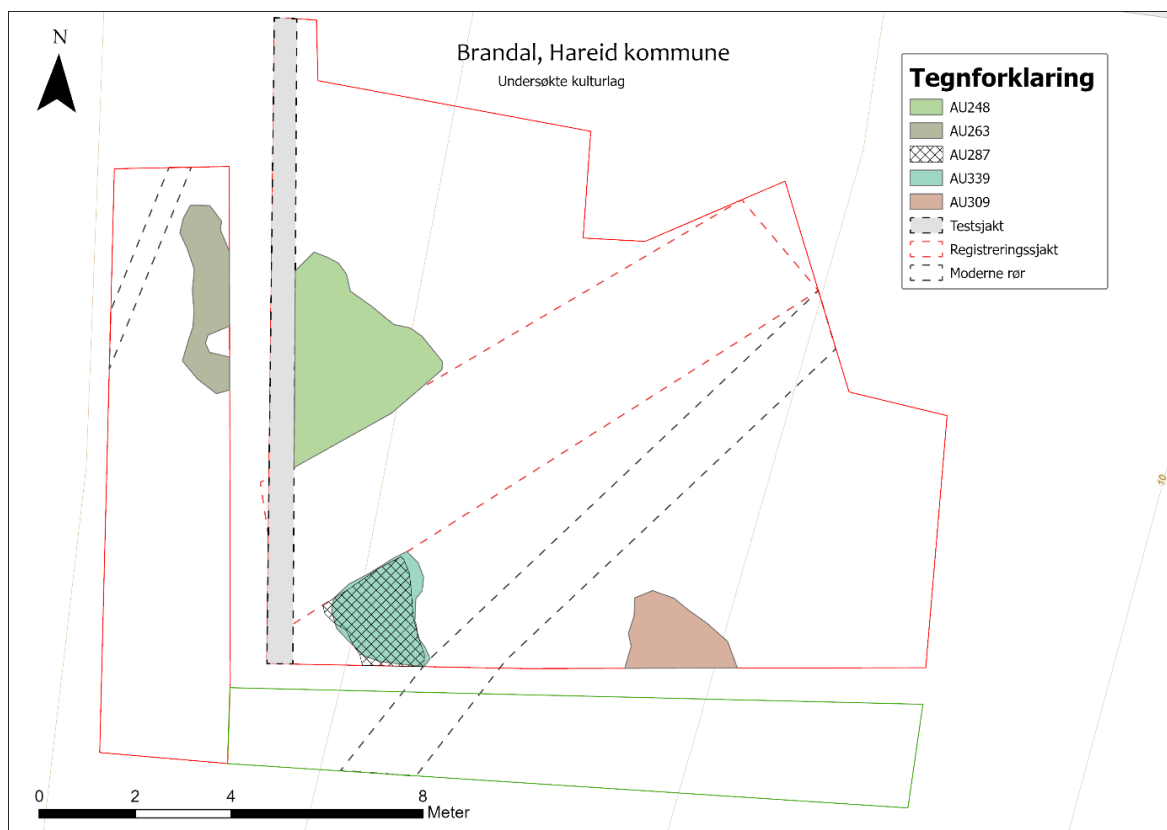 N
Brandal, Hareid kommune
Undersøkte kulturlag
Tegnforklaring
AU248
AU263
AU287
AU339
AU309
Testsjakt
Registreringssjakt
Moderne rør
10
0 2 4 8
Meter